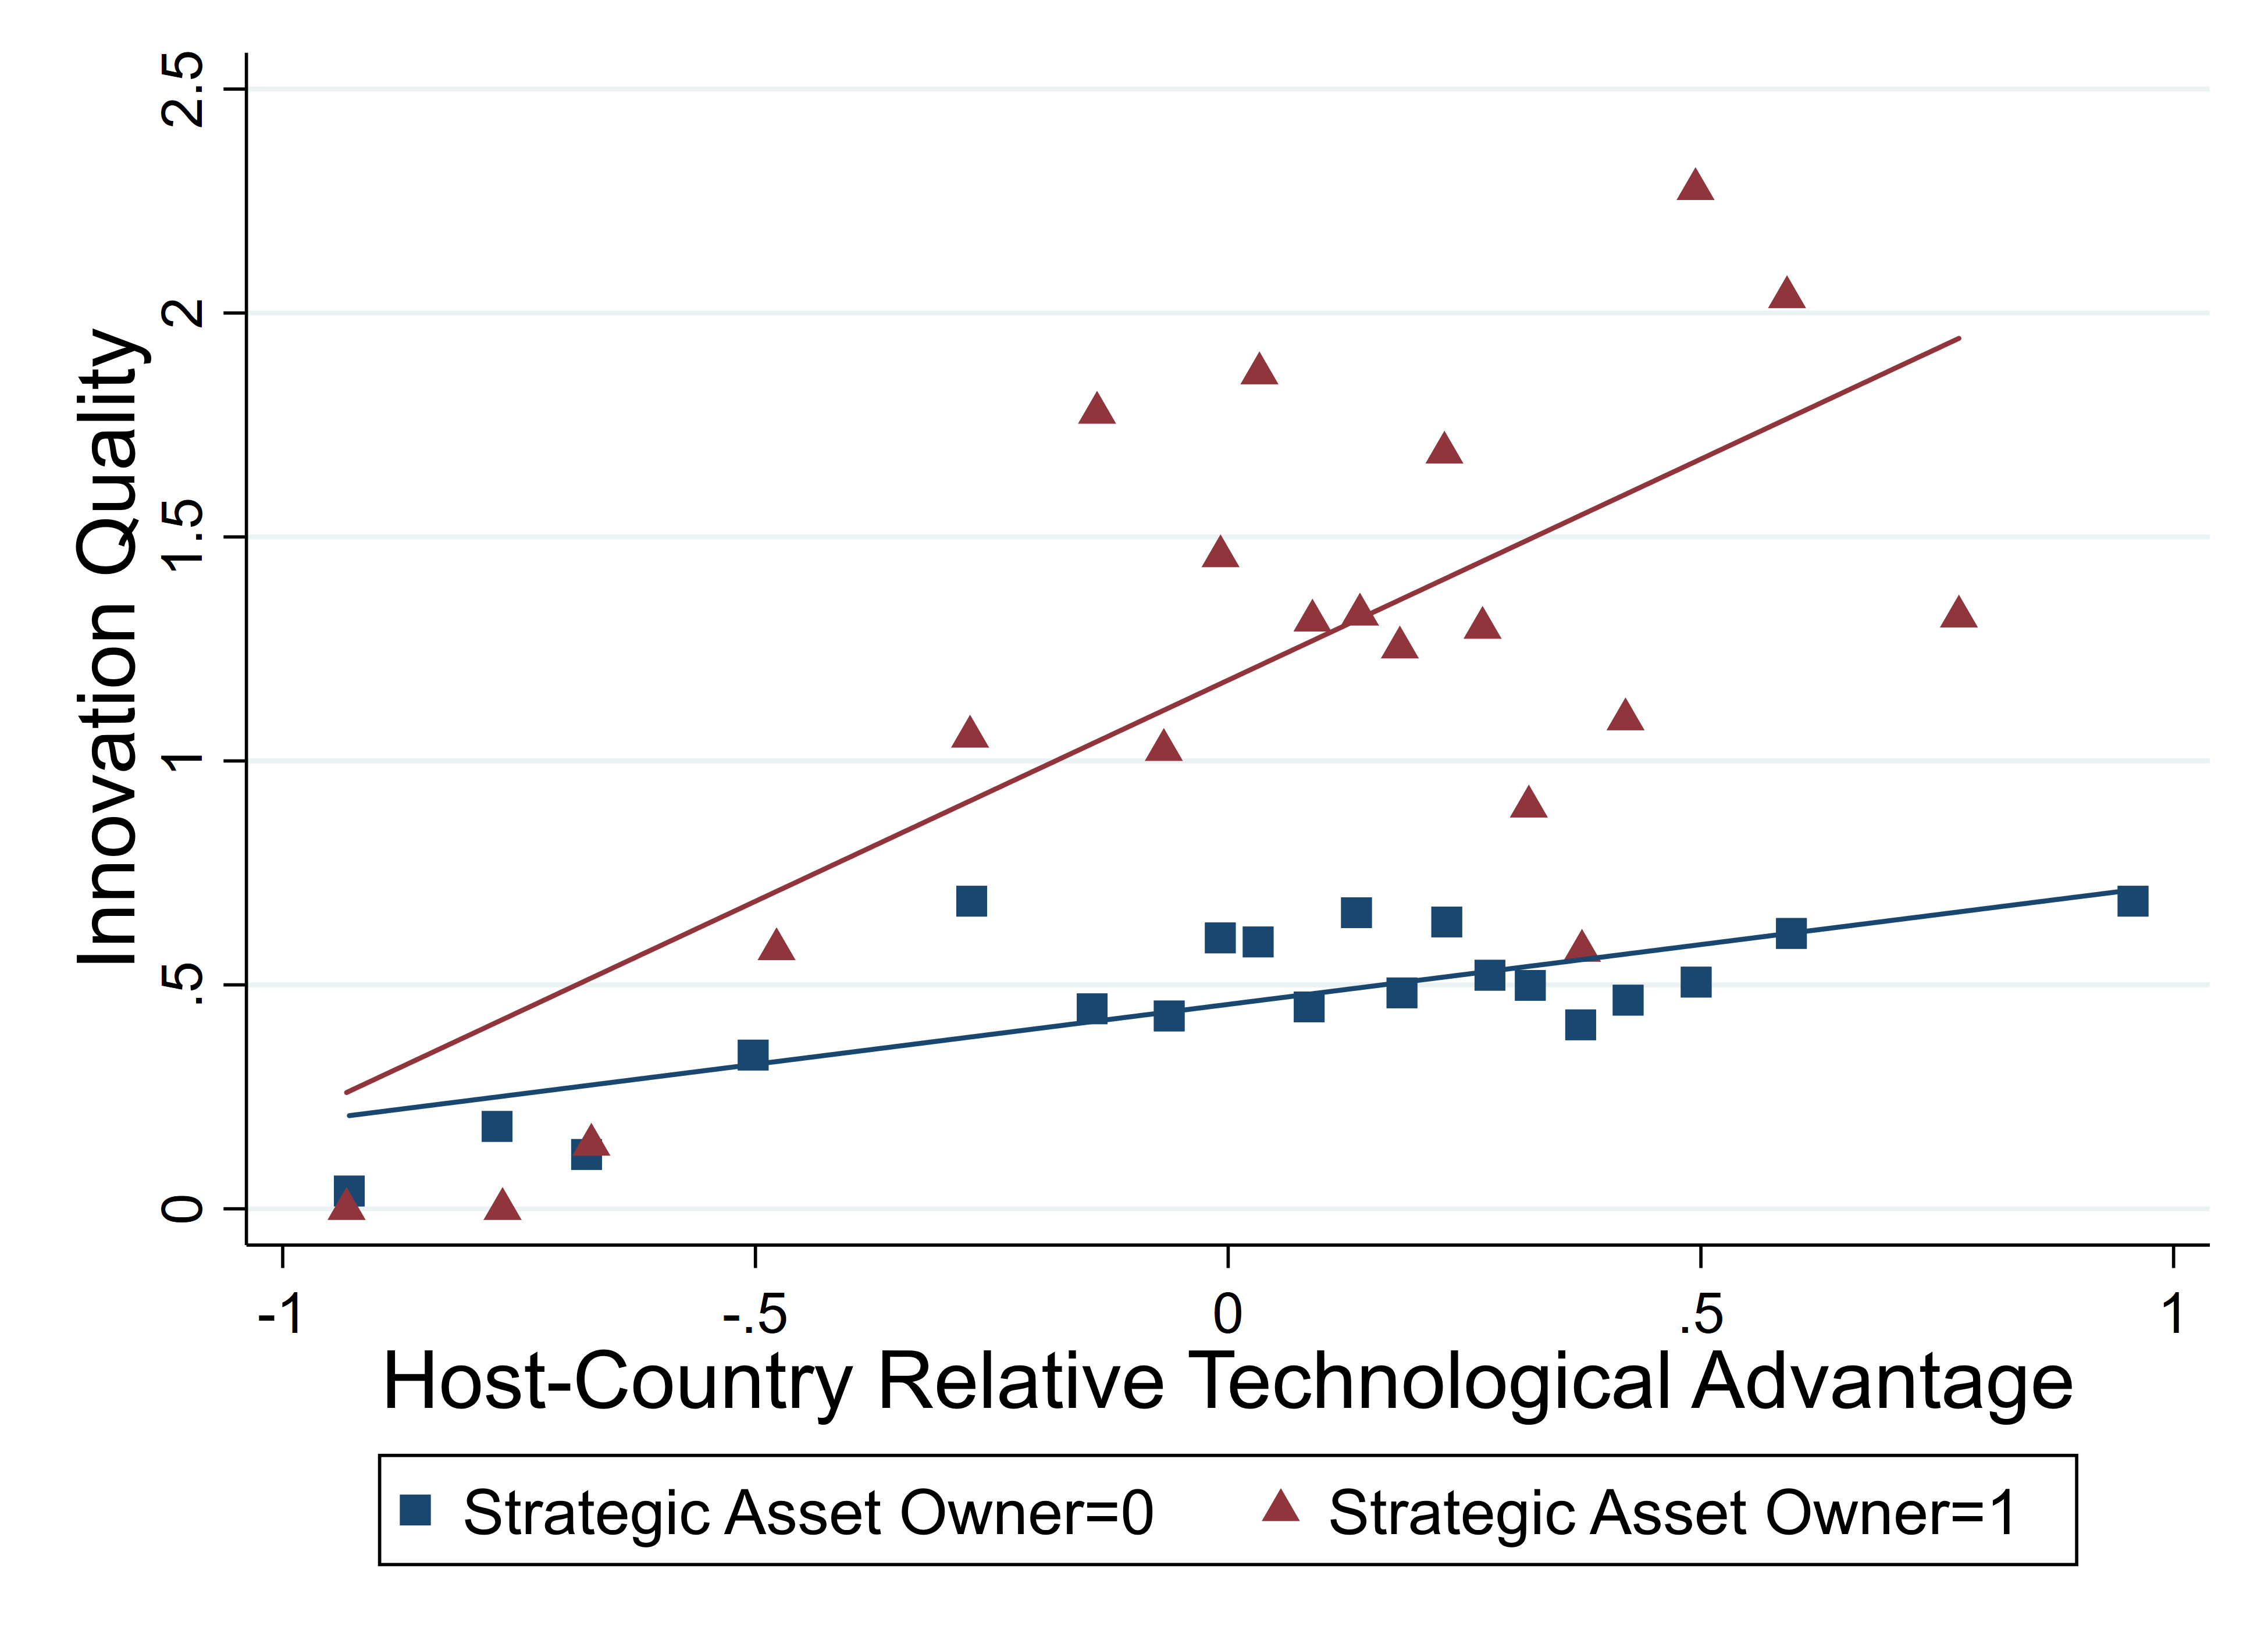 Innovation Quality
2.5
2
1.5
1
.5
0
-1 -.5 0 .5 1
Host-Country Relative Technological Advantage
Strategic Asset Owner=0 Strategic Asset Owner=1